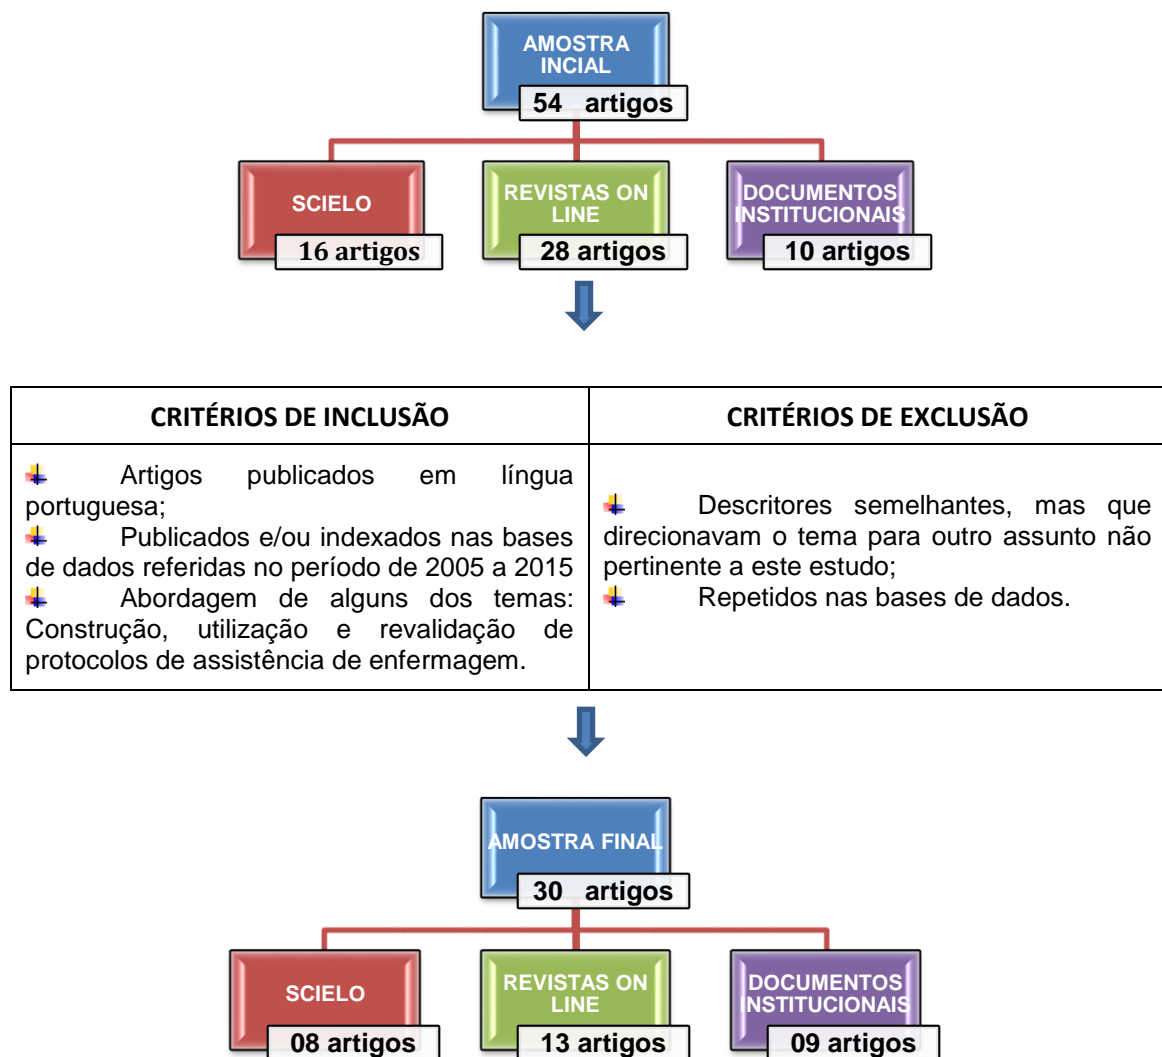 AMOSTRA
INCIAL
54 artigos
SCIELO
16 artigos
REVISTAS ON
LINE
28 artigos
DOCUMENTOS
INSTITUCIONAIS
10 artigos
CRITÉRIOS DE INCLUSÃO
Artigos publicados em língua
portuguesa;
Publicados e/ou indexados nas bases
de dados referidas no período de 2005 a 2015
Abordagem de alguns dos temas:
Construção, utilização e revalidação de
protocolos de assistência de enfermagem.
CRITÉRIOS DE EXCLUSÃO
Descritores semelhantes, mas que
direcionavam o tema para outro assunto não
pertinente a este estudo;
Repetidos nas bases de dados.
AMOSTRA FINAL
30 artigos
SCIELO
08 artigos
REVISTAS ON
LINE
13 artigos
DOCUMENTOS
INSTITUCIONAIS
09 artigos